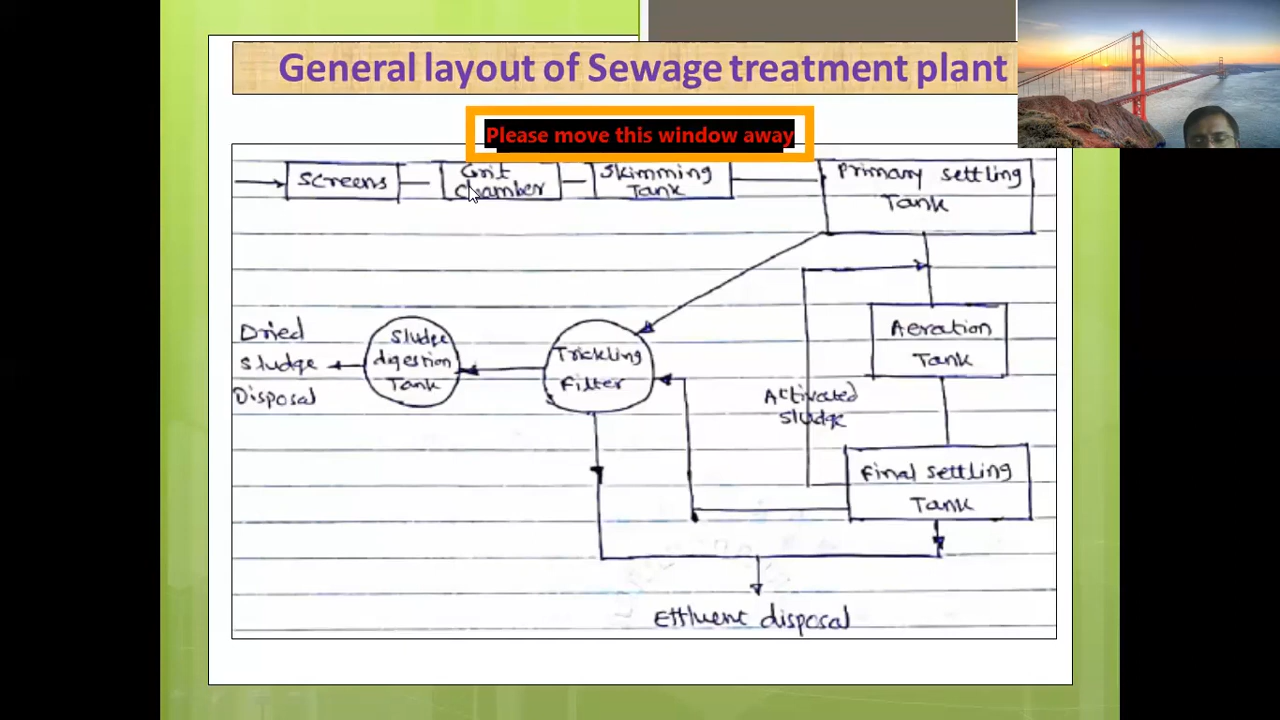 General layout of Sewage treatment plant
Please move this window away
Screens
Grit
Chamber
Skimming
Tank
Primary settling
Tank
Aeration
Tank
Dried
Sludge
Disposal
Sludge
digestion
Tank
Trickling
Filter
Activated
Sludge
Final Settling
Tank
Effluent disposal